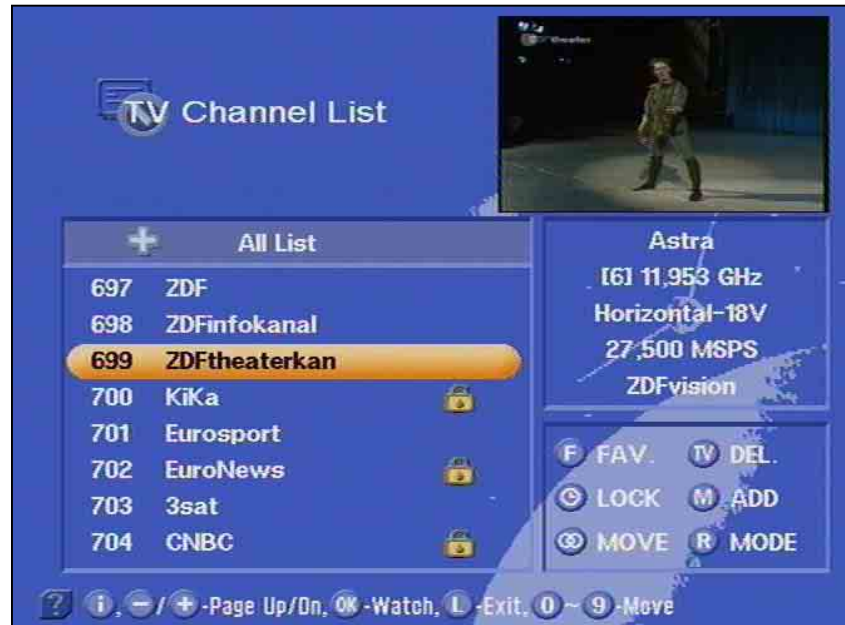 theater
TV Channel List
All List
697 ZDF
698 ZDFinfokanal
699 ZDFtheaterkan
700 KiKa
701 Eurosport
702 EuroNews
703 3sat
704 CNBC
Astra
[6] 11,953 GHz
Horizontal-18V
27,500 MSPS
ZDFvision
F FAV. TV DEL.
LOCK M ADD
MOVE R MODE
? i, -/+ -Page Up/Dn, OK -Watch, L -Exit, 0 ~ 9 -Move